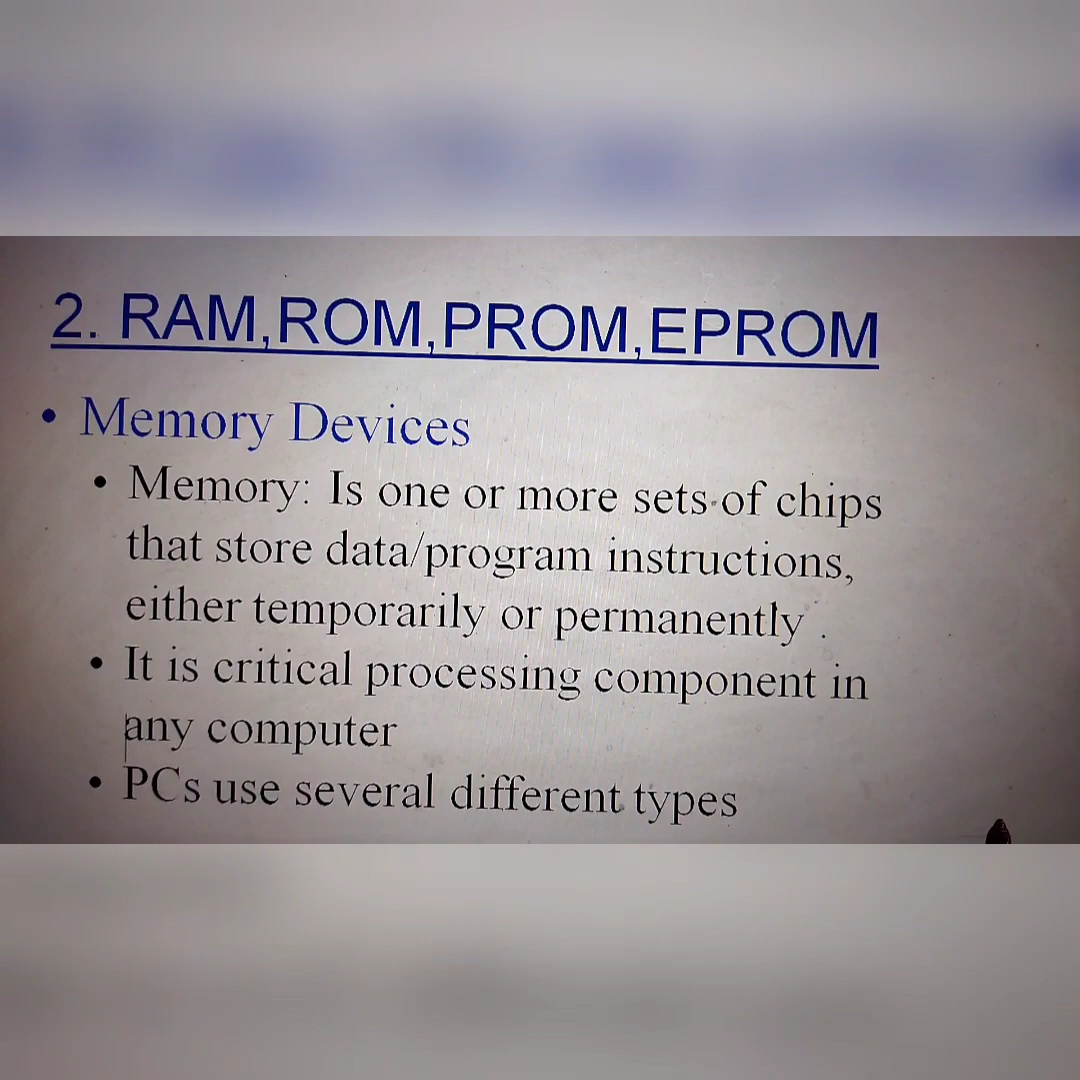 2. RAM,ROM,PROM,EPROM
• Memory Devices
• Memory: Is one or more sets of chips
that store data/program instructions,
either temporarily or permanently .
• It is critical processing component in
any computer
• PCs use several different types